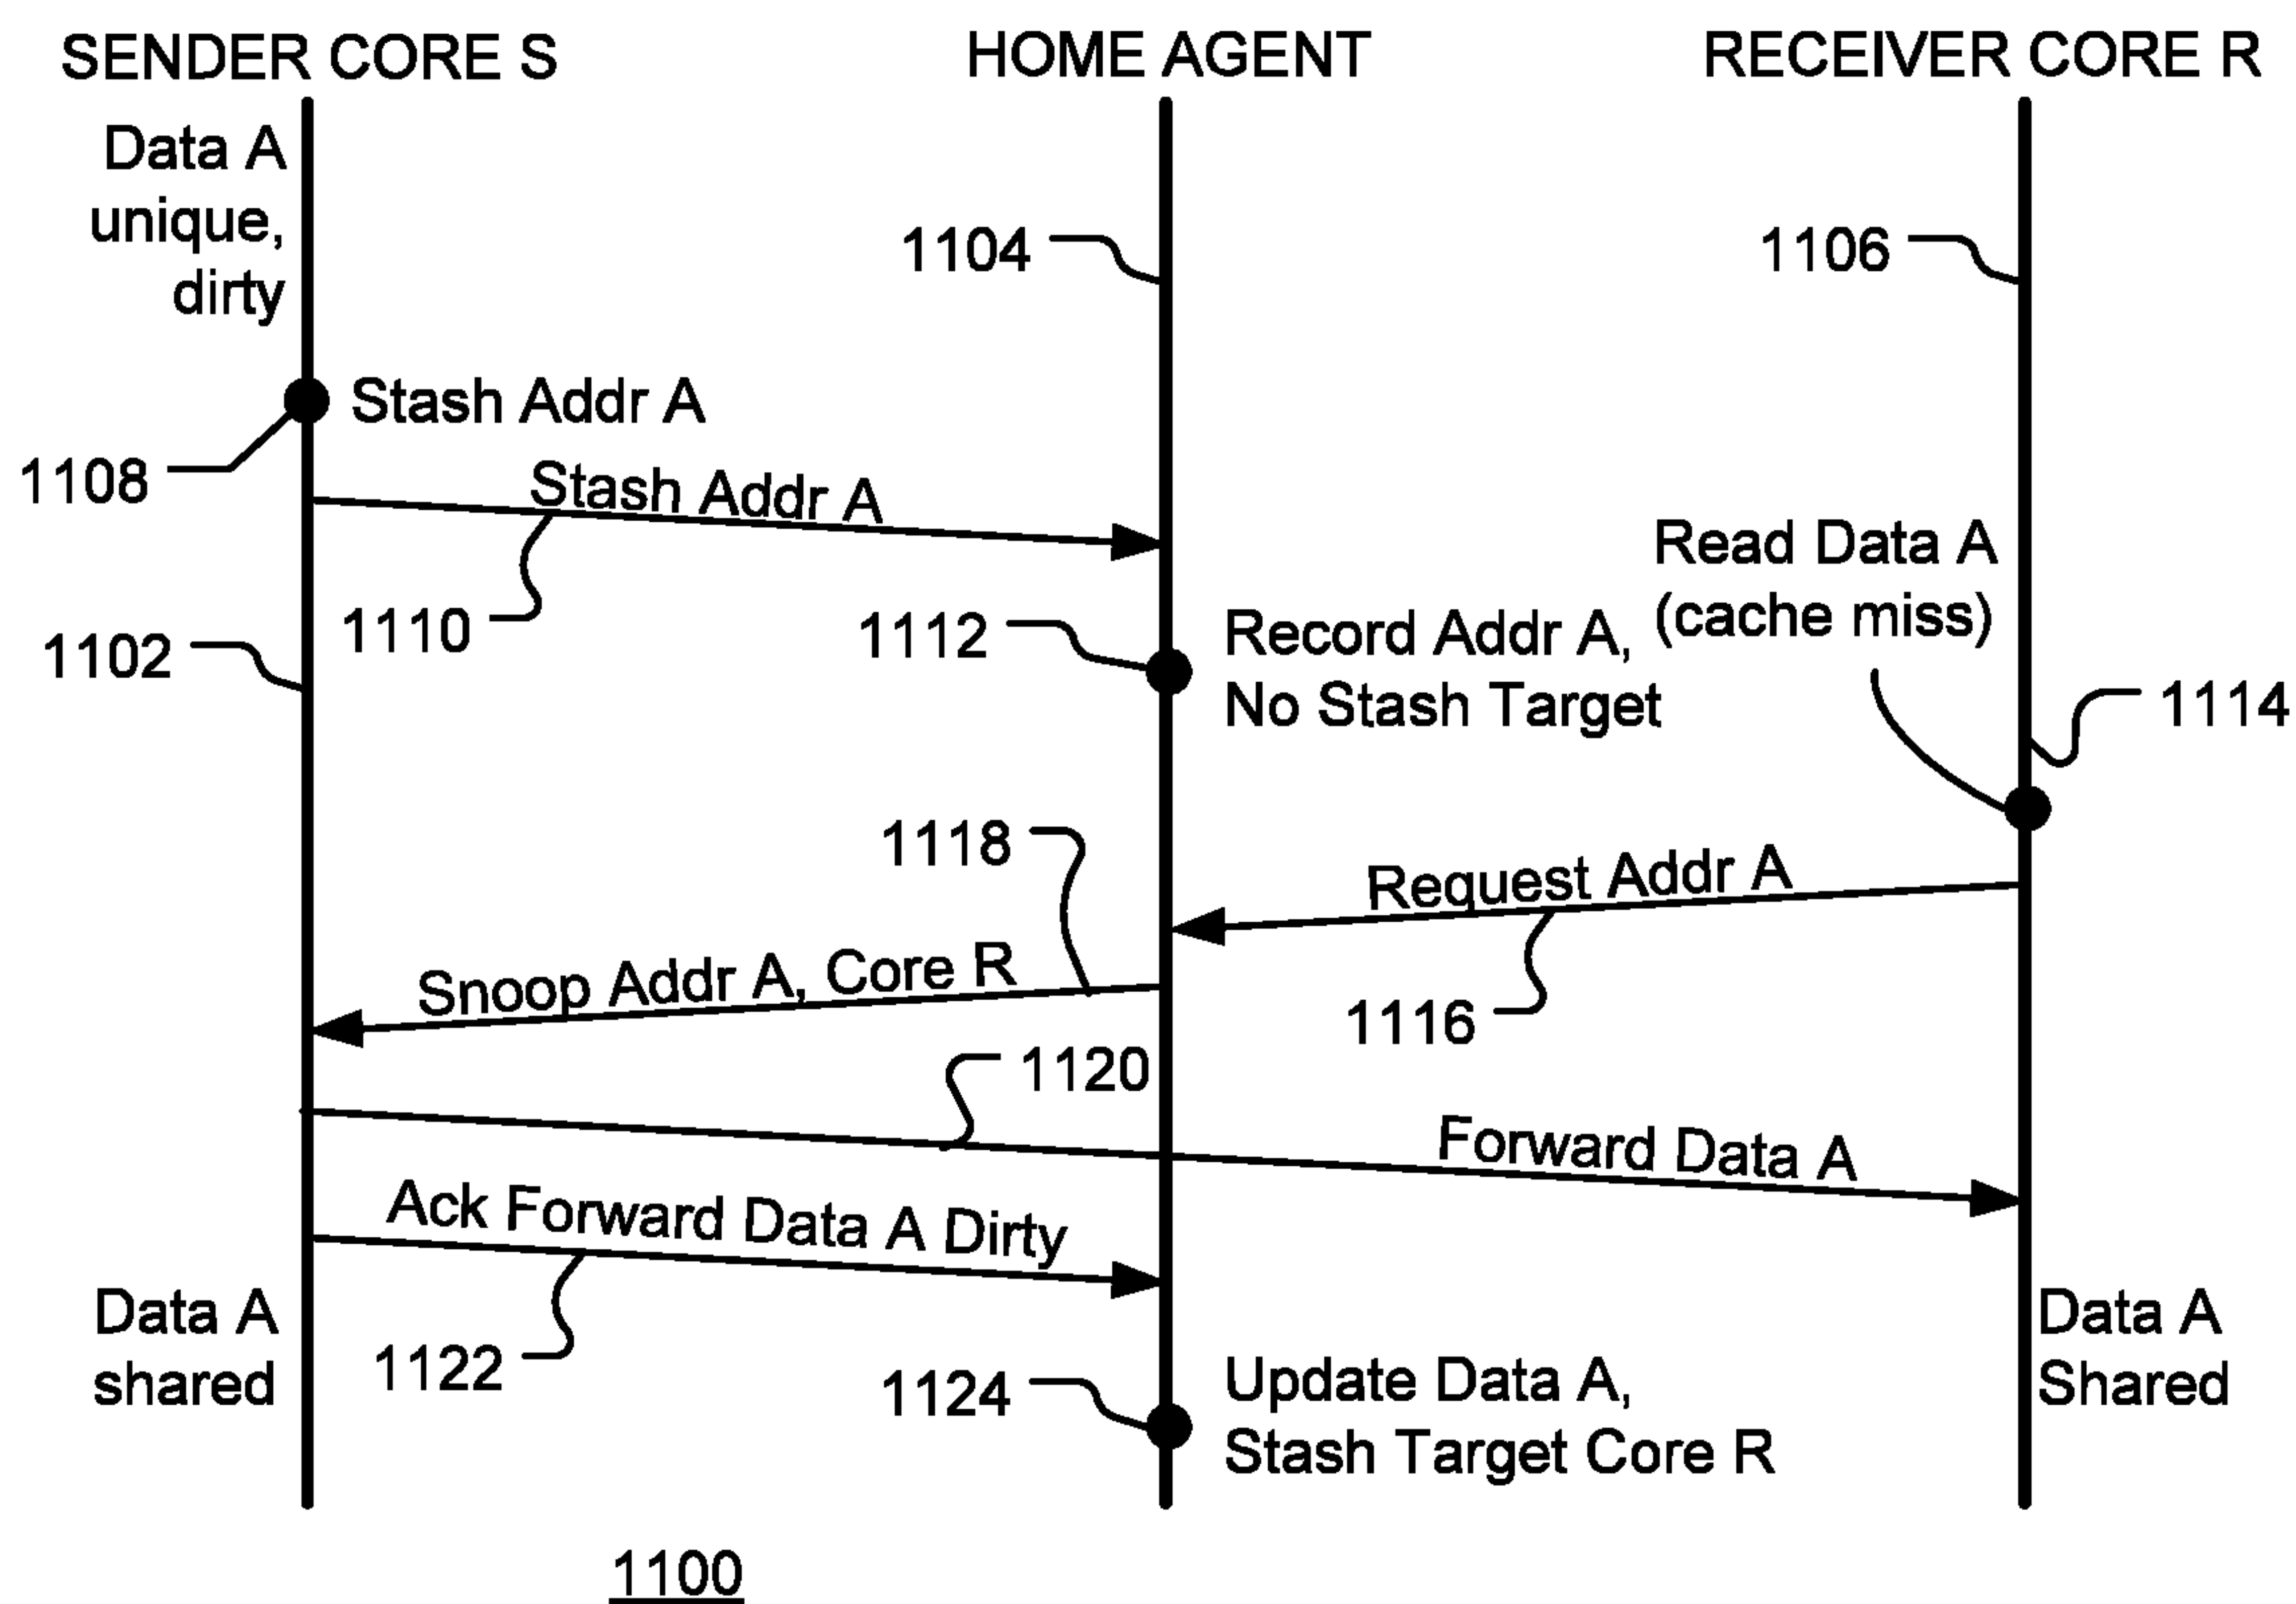 SENDER CORE S
HOME AGENT
RECEIVER CORE R
Data A
unique,
dirty
1104
1106
Stash Addr A
1108
Stash Addr A
1110
1102
1112
Record Addr A,
No Stash Target
Read Data A
(cache miss)
1114
1118
Request Addr A
Snoop Addr A, Core R
1116
1120
Forward Data A
Ack Forward Data A Dirty
Data A
shared
1122
1124
Update Data A,
Stash Target Core R
Data A
Shared
1100